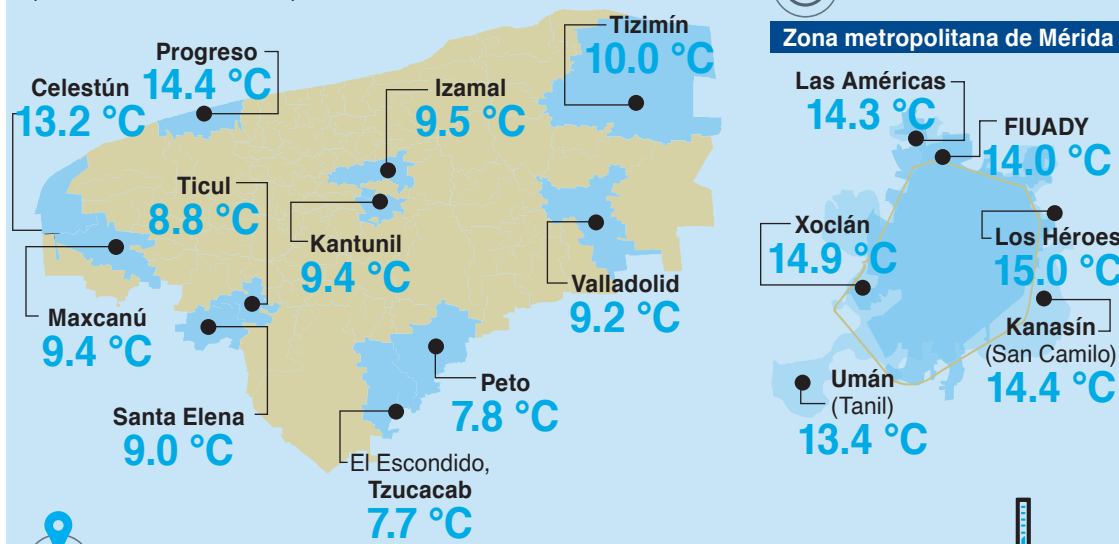 Progreso
14.4 °C
Celestún
13.2 °C
Izamal
9.5 °C
Tizimín
10.0 °C
Ticul
8.8 °C
Kantunil
9.4 °C
Valladolid
9.2 °C
Maxcanú
9.4 °C
Santa Elena
9.0 °C
Peto
7.8 °C
El Escondido,
Tzucacab
7.7 °C
Zona metropolitana de Mérida
Las Américas
14.3 °C
FIUADY
14.0 °C
Xoclán
14.9 °C
Los Héroes
15.0 °C
Kanasín
(San Camilo)
14.4 °C
Umán
(Tanil)
13.4 °C